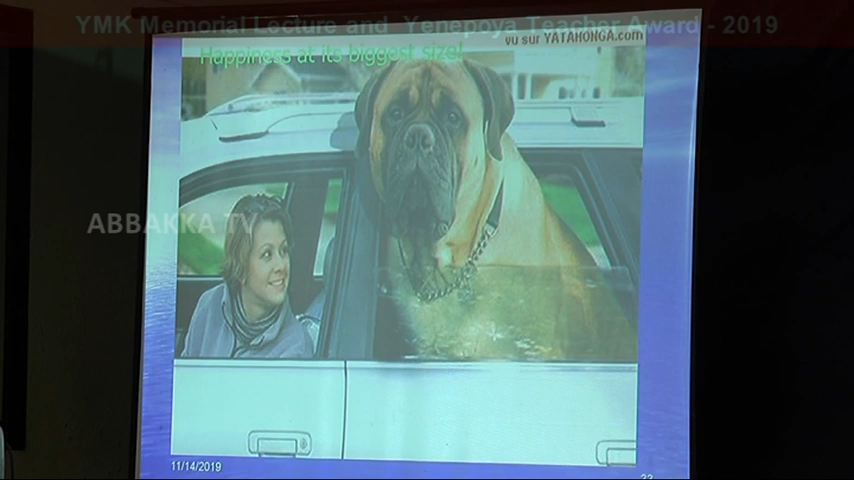 YMK Memorial Lecture and Yenepoya Teacher Award - 2019
vu sur YATAHONGA.com
Happiness at its biggest size!
ABBAKKA TV
11/14/2019